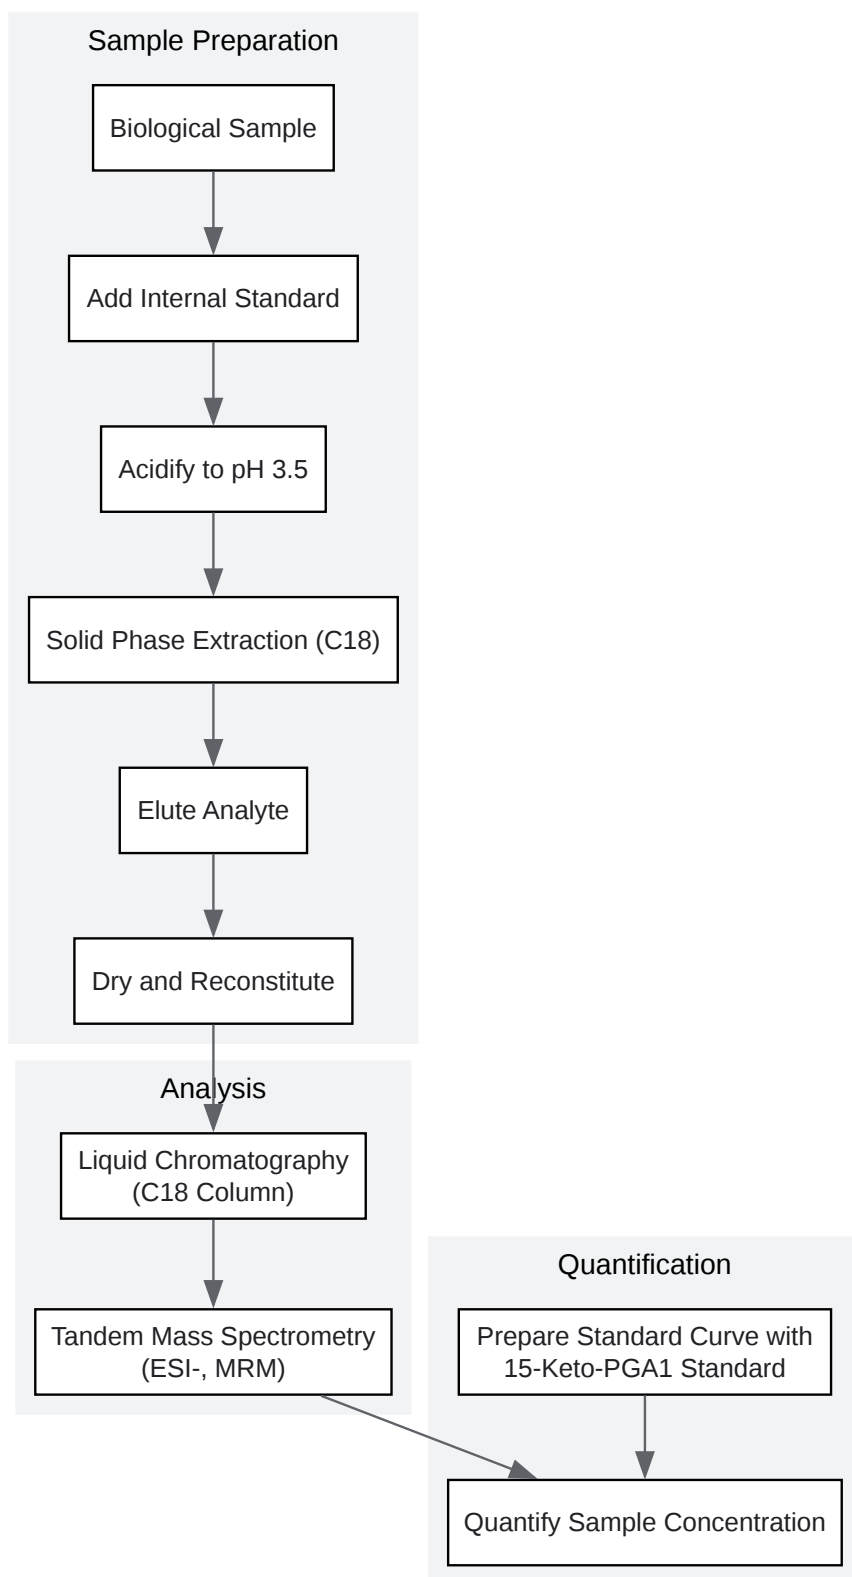 Sample Preparation
Biological Sample
Add Internal Standard
Acidify to pH 3.5
Solid Phase Extraction (C18)
Elute Analyte
Dry and Reconstitute
Analysis
Liquid Chromatography
(C18 Column)
Tandem Mass Spectrometry
(ESI-, MRM)
Quantification
Prepare Standard Curve with
15-Keto-PGA1 Standard
Quantify Sample Concentration